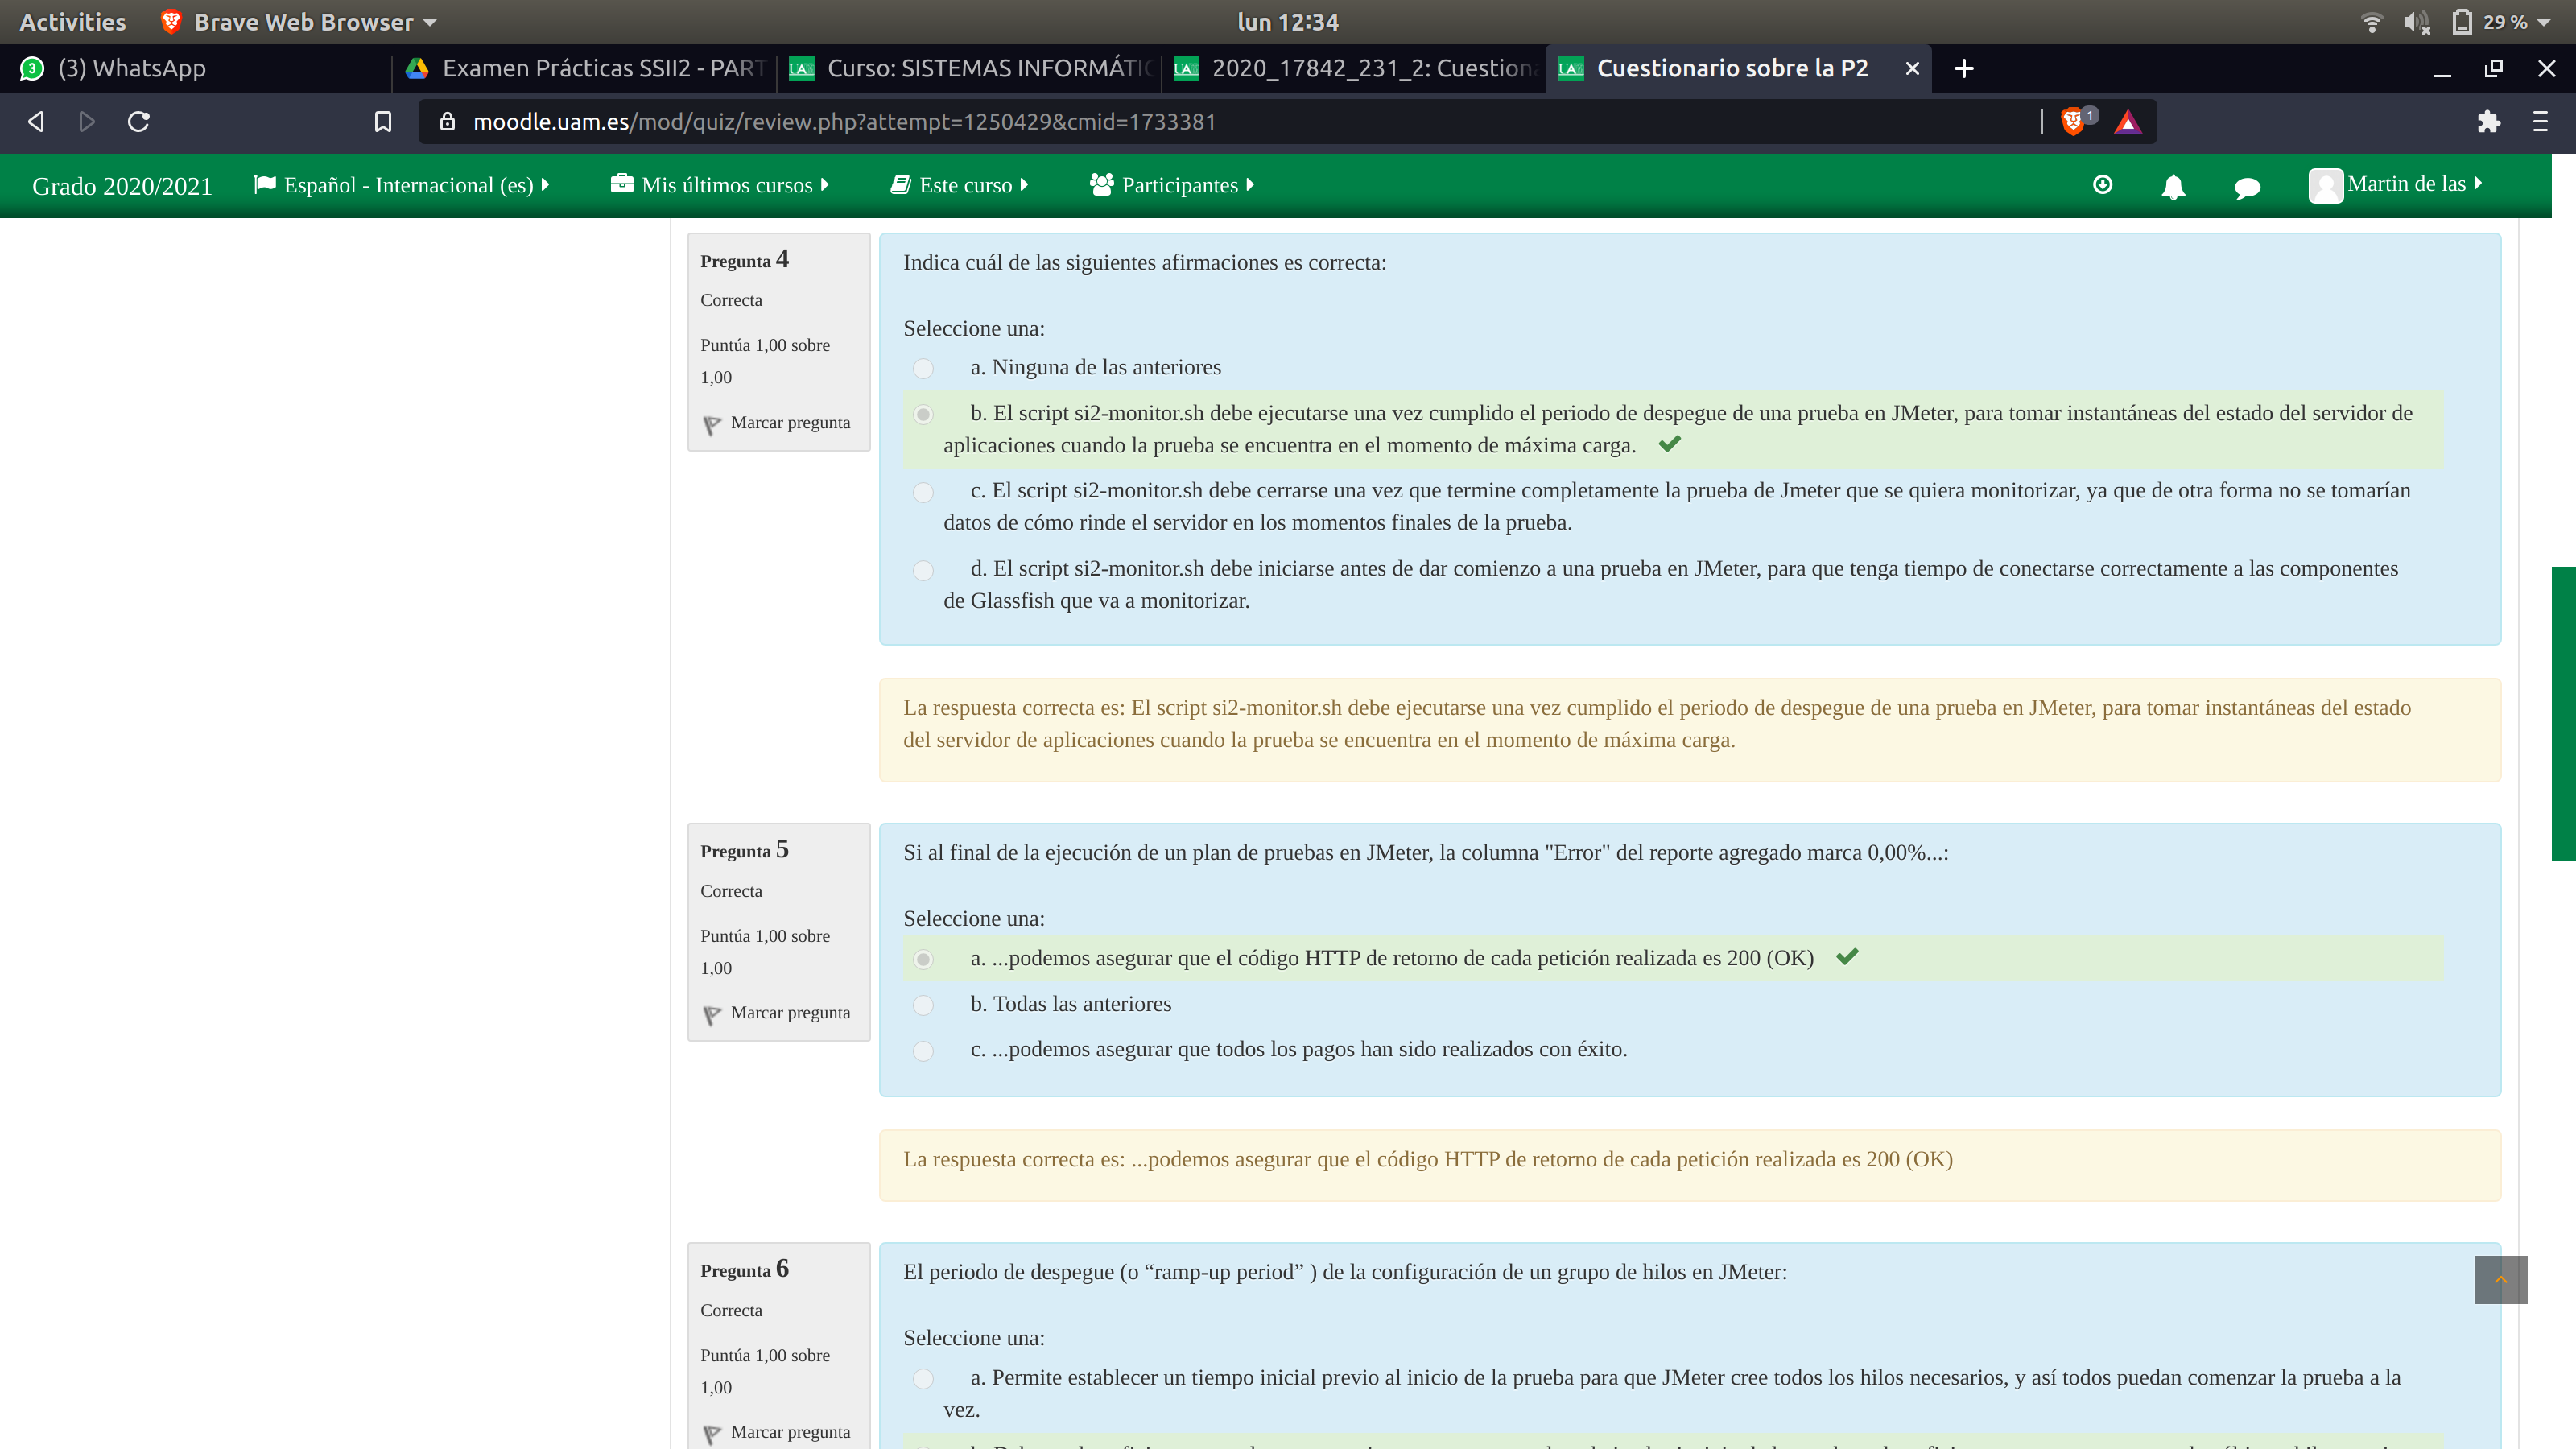 Activities Brave Web Browser lun 12:34 29 %
3 (3) WhatsApp Examen Prácticas SSII2 - PART Curso: SISTEMAS INFORMÁTIC 2020_17842_231_2: Cuestiona Cuestionario sobre la P2
moodle.uam.es/mod/quiz/review.php?attempt=1250429&cmid=1733381 1
Grado 2020/2021 Español - Internacional (es) Mis últimos cursos Este curso Participantes Martin de las
Pregunta 4
Correcta
Puntúa 1,00 sobre
1,00
Marcar pregunta
Indica cuál de las siguientes afirmaciones es correcta:
Seleccione una:
a. Ninguna de las anteriores
b. El script si2-monitor.sh debe ejecutarse una vez cumplido el periodo de despegue de una prueba en JMeter, para tomar instantáneas del estado del servidor de
aplicaciones cuando la prueba se encuentra en el momento de máxima carga.
c. El script si2-monitor.sh debe cerrarse una vez que termine completamente la prueba de Jmeter que se quiera monitorizar, ya que de otra forma no se tomarían
datos de cómo rinde el servidor en los momentos finales de la prueba.
d. El script si2-monitor.sh debe iniciarse antes de dar comienzo a una prueba en JMeter, para que tenga tiempo de conectarse correctamente a las componentes
de Glassfish que va a monitorizar.
La respuesta correcta es: El script si2-monitor.sh debe ejecutarse una vez cumplido el periodo de despegue de una prueba en JMeter, para tomar instantáneas del estado
del servidor de aplicaciones cuando la prueba se encuentra en el momento de máxima carga.
Pregunta 5
Correcta
Puntúa 1,00 sobre
1,00
Marcar pregunta
Si al final de la ejecución de un plan de pruebas en JMeter, la columna "Error" del reporte agregado marca 0,00%...:
Seleccione una:
a. ...podemos asegurar que el código HTTP de retorno de cada petición realizada es 200 (OK)
b. Todas las anteriores
c. ...podemos asegurar que todos los pagos han sido realizados con éxito.
La respuesta correcta es: ...podemos asegurar que el código HTTP de retorno de cada petición realizada es 200 (OK)
Pregunta 6
Correcta
Puntúa 1,00 sobre
1,00
Marcar pregunta
El periodo de despegue (o “ramp-up period” ) de la configuración de un grupo de hilos en JMeter:
Seleccione una:
a. Permite establecer un tiempo inicial previo al inicio de la prueba para que JMeter cree todos los hilos necesarios, y así todos puedan comenzar la prueba a la
vez.